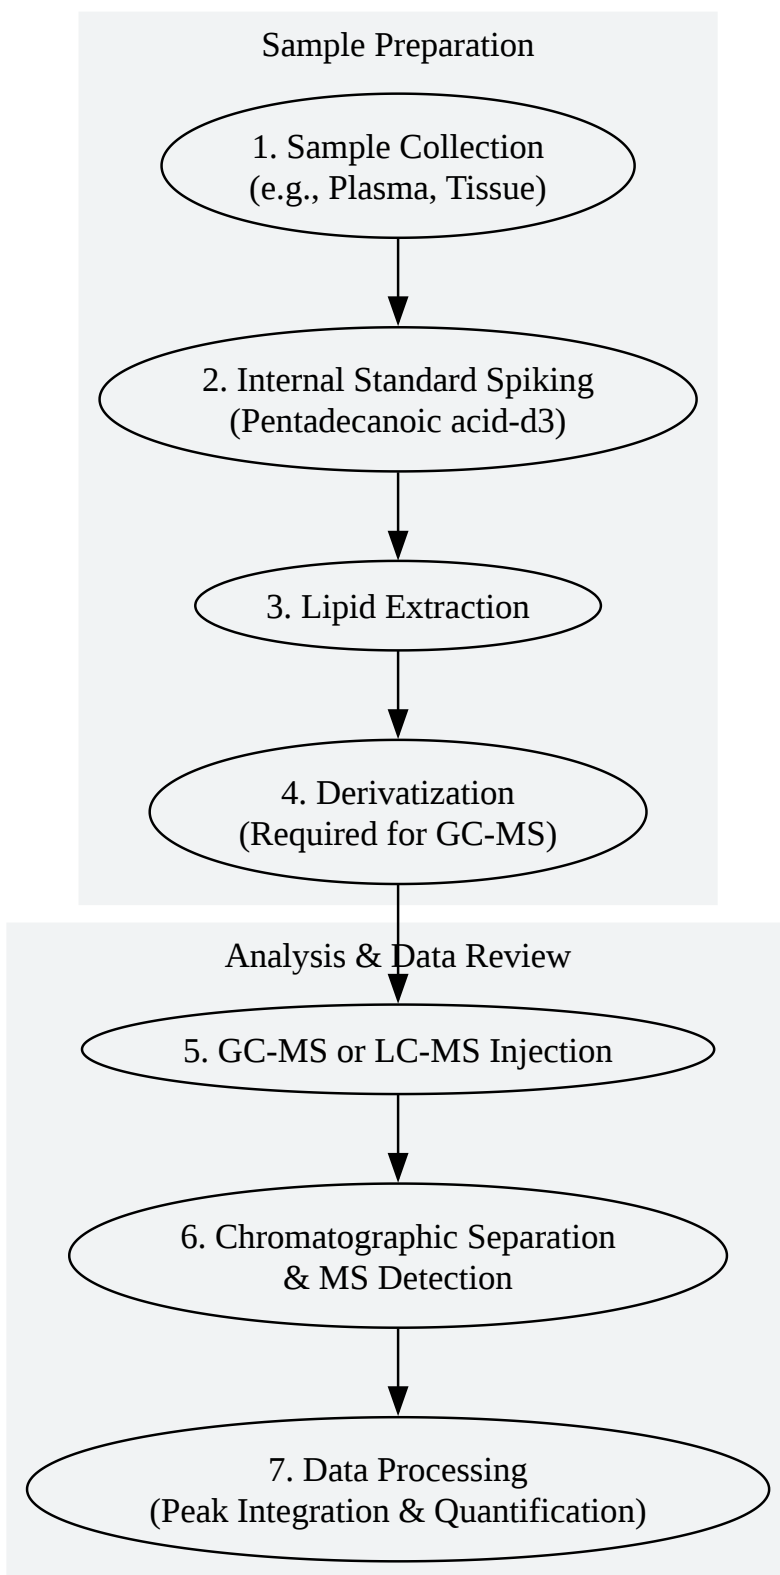 Sample Preparation
1. Sample Collection
(e.g., Plasma, Tissue)
2. Internal Standard Spiking
(Pentadecanoic acid-d3)
3. Lipid Extraction
4. Derivatization
(Required for GC-MS)
Analysis & Data Review
5. GC-MS or LC-MS Injection
6. Chromatographic Separation
& MS Detection
7. Data Processing
(Peak Integration & Quantification)